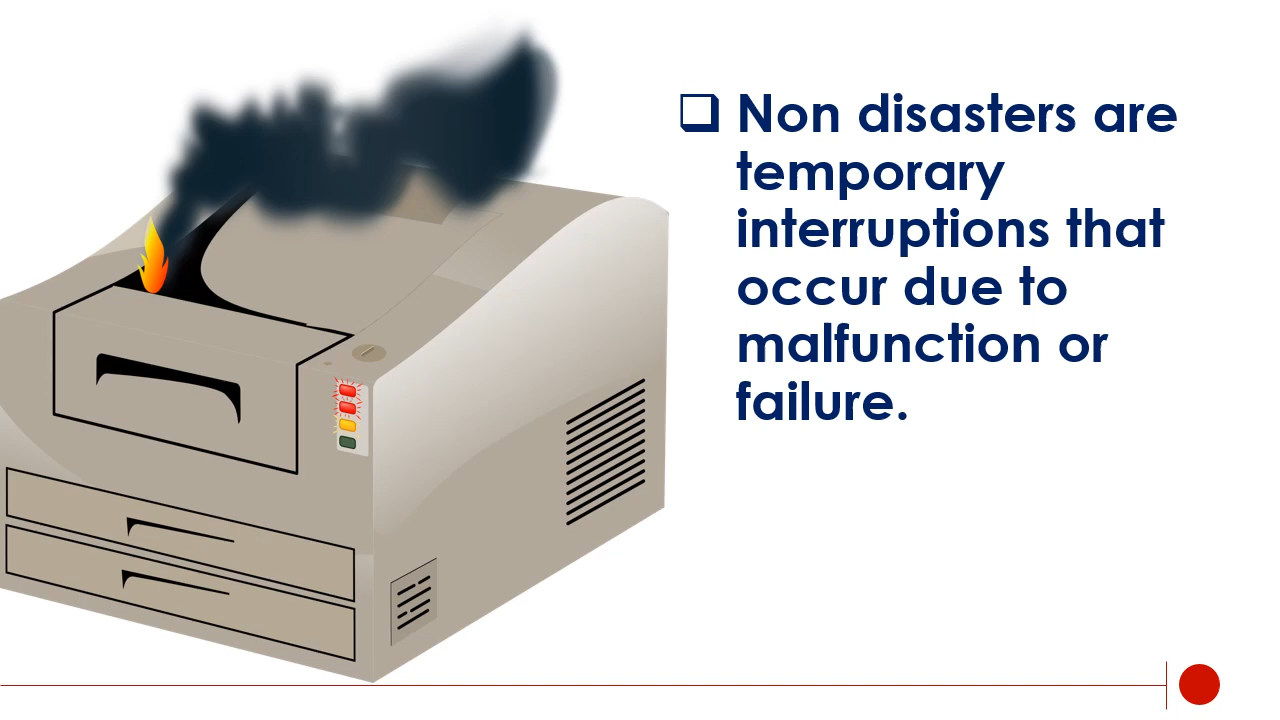 ❑ Non disasters are
temporary
interruptions that
occur due to
malfunction or
failure.